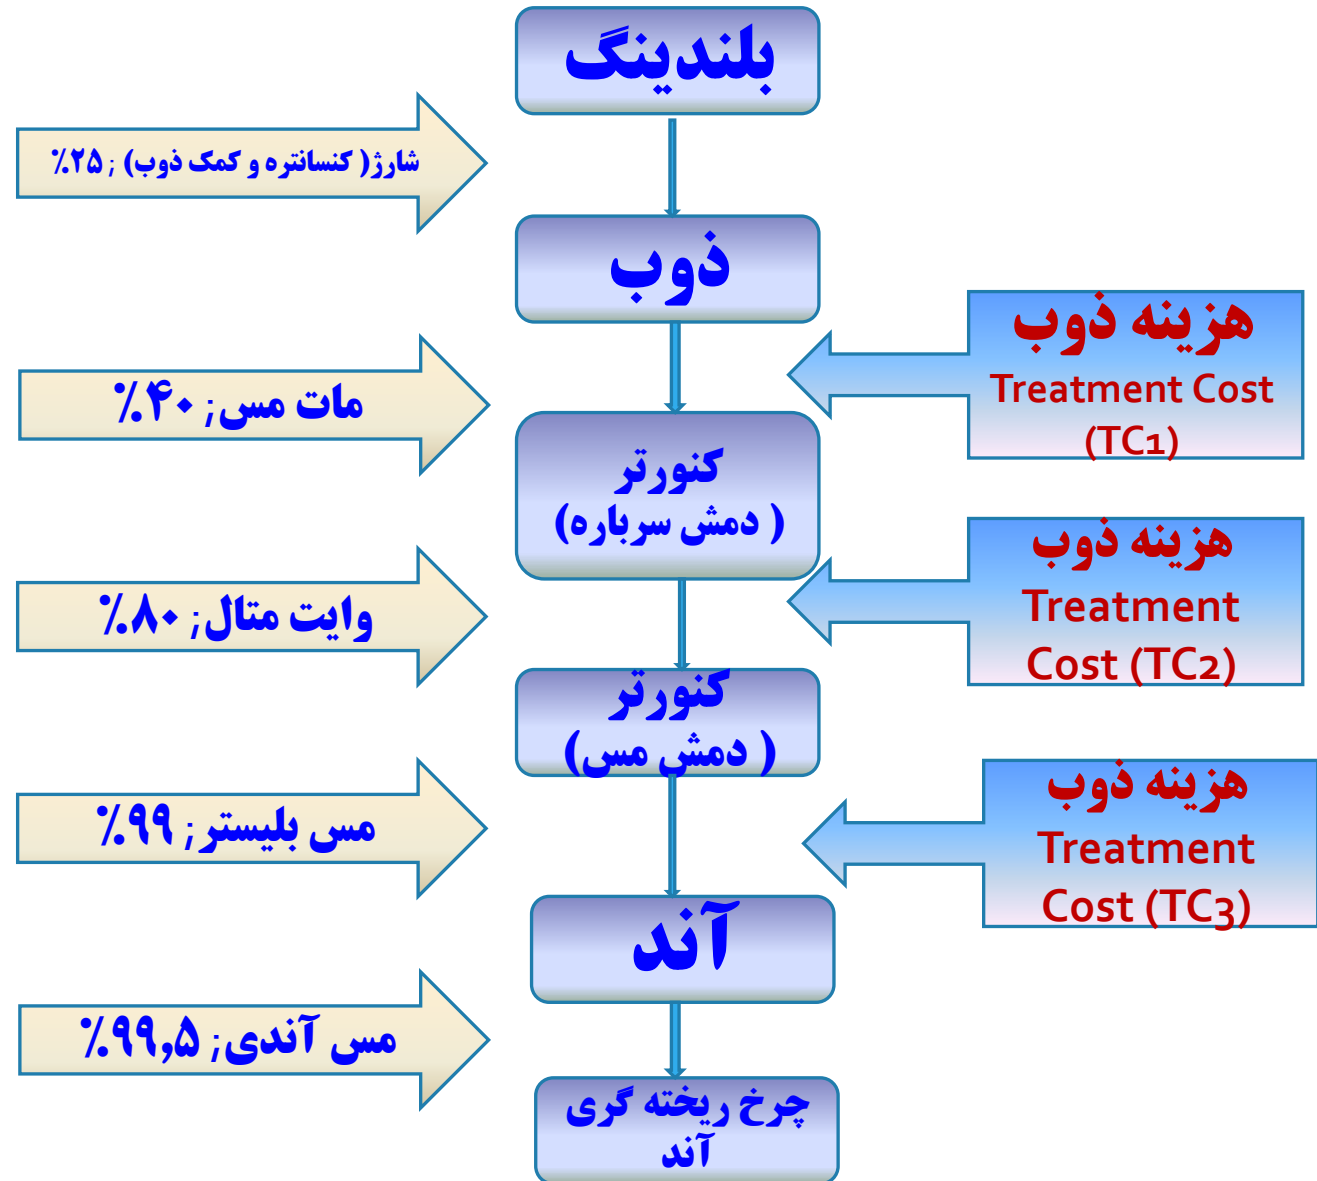 بلندینگ
شارژ( کنسانتره و کمک ذوب) ; ۲۵٪
ذوب
هزینه ذوب
Treatment Cost
(TC1)
مات مس; ۴۰٪
کنورتر
( دمش سرباره)
هزینه ذوب
Treatment
Cost (TC2)
وایت متال; ۸۰٪
کنورتر
( دمش مس)
هزینه ذوب
Treatment
Cost (TC3)
مس بلیستر; ۹۹٪
آند
مس آندی; ۹۹,۵٪
چرخ ریخته گری
آند